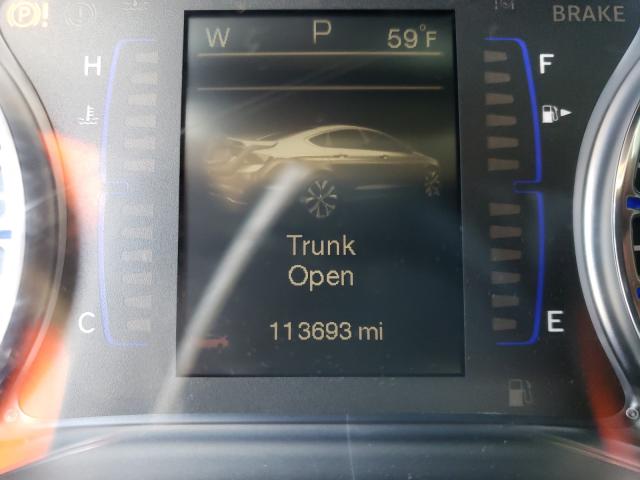 BRAKE
W P 59°F
H F
Trunk
Open
C E
113693 mi